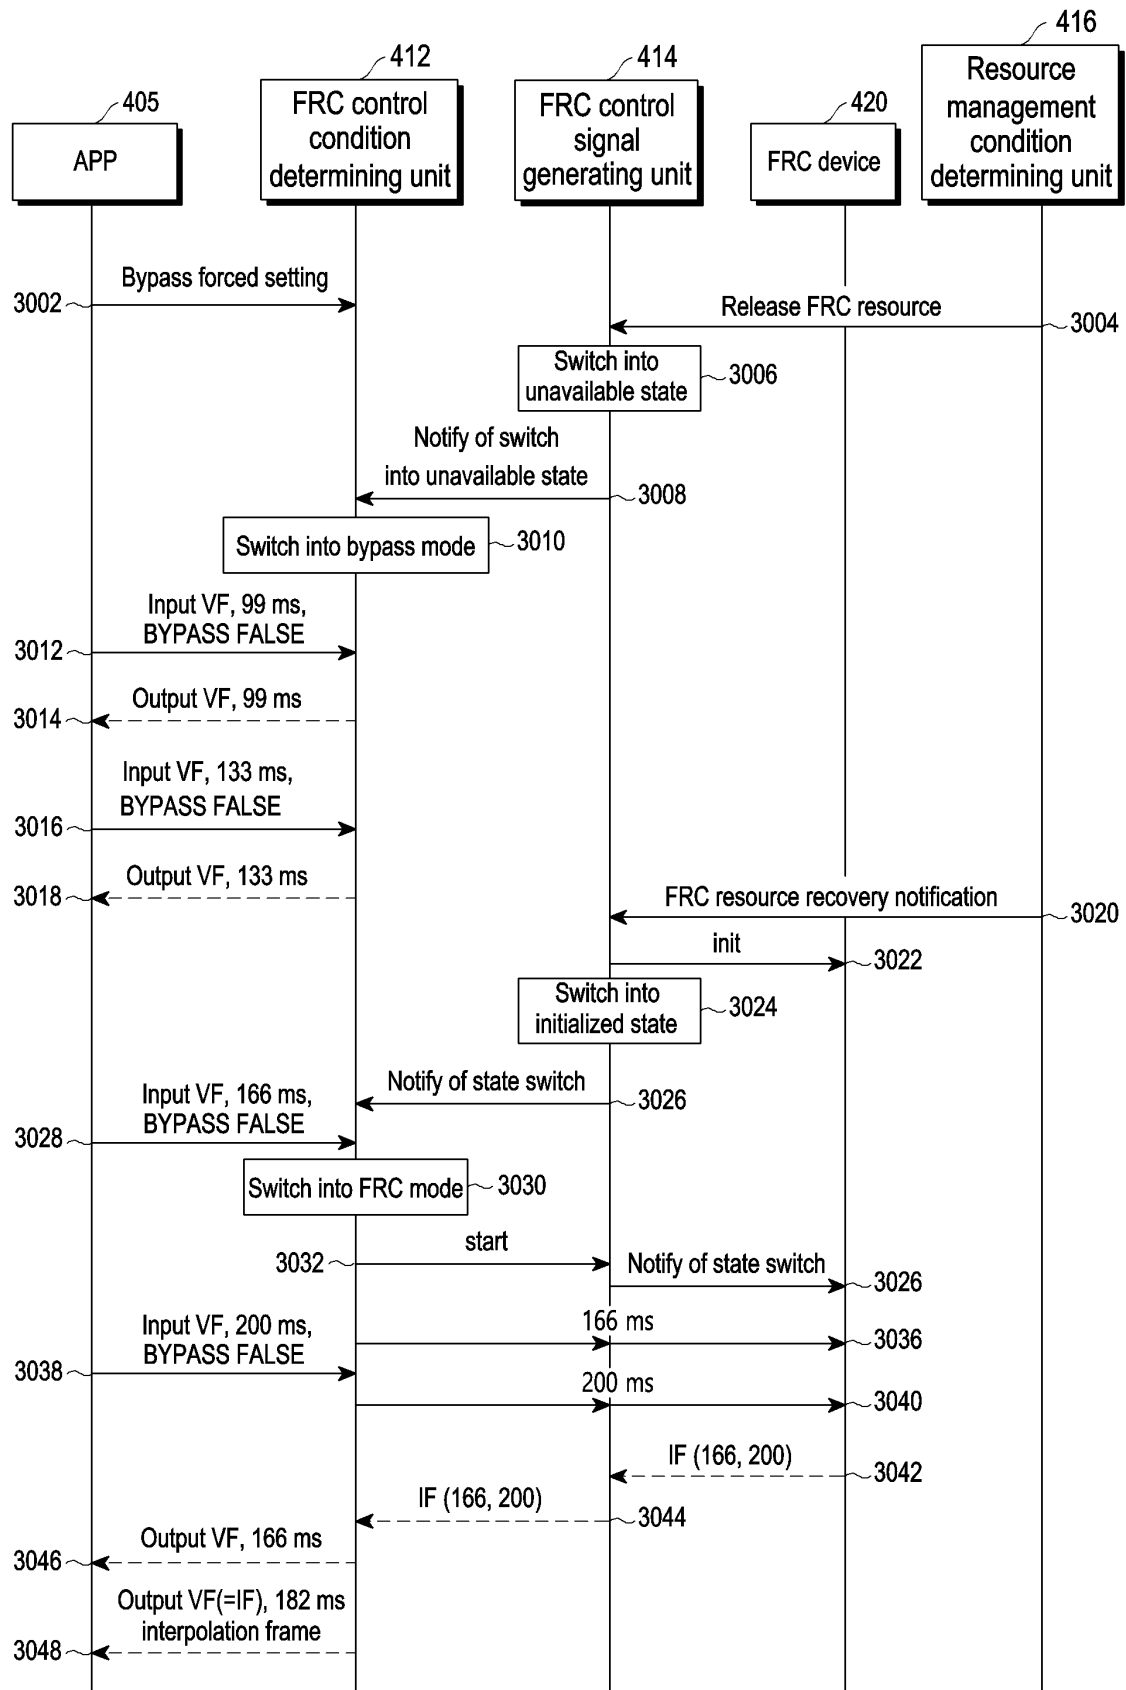 405
APP
412
FRC control
condition
determining unit
414
FRC control
signal
generating unit
420
FRC device
416
Resource
management
condition
determining unit
Bypass forced setting
3002
Release FRC resource
3004
Switch into
unavailable state
3006
Notify of switch
into unavailable state
3008
Switch into bypass mode
3010
Input VF, 99 ms,
BYPASS FALSE
3012
Output VF, 99 ms
3014
Input VF, 133 ms,
BYPASS FALSE
3016
Output VF, 133 ms
3018
FRC resource recovery notification
3020
init
3022
Switch into
initialized state
3024
Notify of state switch
3026
Input VF, 166 ms,
BYPASS FALSE
3028
Switch into FRC mode
3030
start
3032
Notify of state switch
3026
166 ms
3036
Input VF, 200 ms,
BYPASS FALSE
3038
200 ms
3040
IF (166, 200)
3042
IF (166, 200)
3044
Output VF, 166 ms
3046
Output VF(=IF), 182 ms
interpolation frame
3048